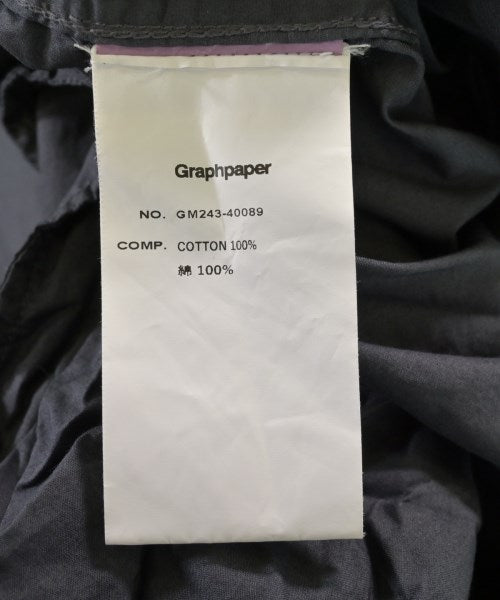 Graphpaper
NO. GM243-40089
COMP. COTTON 100%
綿 100%